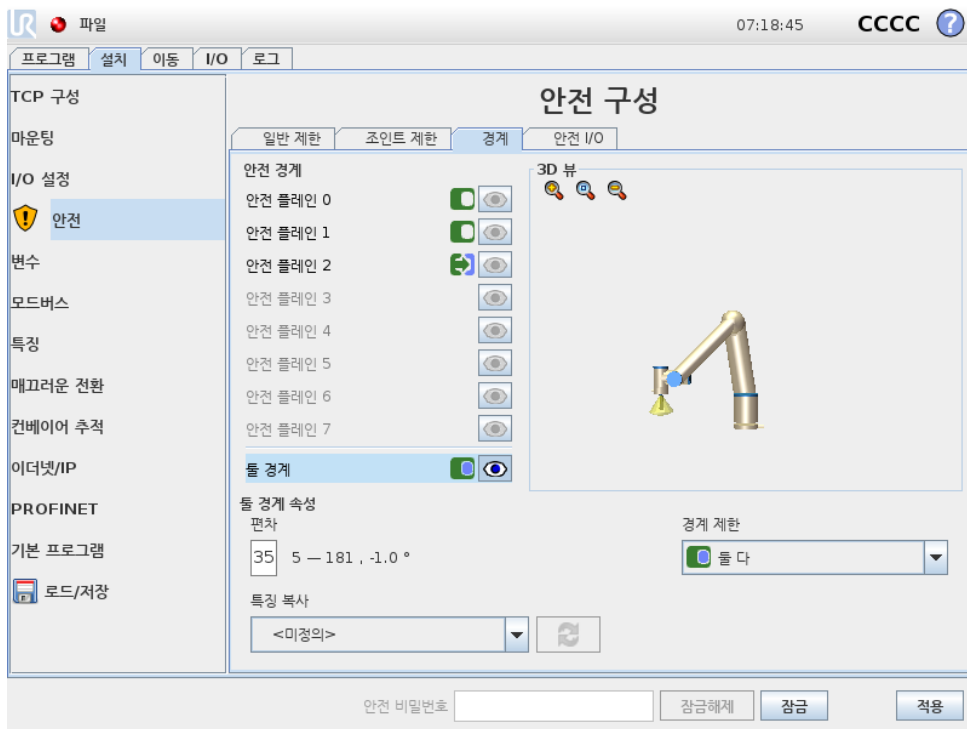 UR 파일 07:18:45 CCCC ?
프로그램 설치 이동 I/O 로그
TCP 구성
마운팅
I/O 설정
안전
변수
모드버스
특징
매끄러운 전환
컨베이어 추적
이더넷/IP
PROFINET
기본 프로그램
로드/저장
안전 구성
일반 제한 조인트 제한 경계 안전 I/O
안전 경계
안전 플레인 0
안전 플레인 1
안전 플레인 2
안전 플레인 3
안전 플레인 4
안전 플레인 5
안전 플레인 6
안전 플레인 7
툴 경계
3D 뷰
툴 경계 속성
편차
35 5 — 181 , -1.0 °
경계 제한
둘 다
특징 복사
<미정의>
안전 비밀번호 잠금해제 잠금 적용